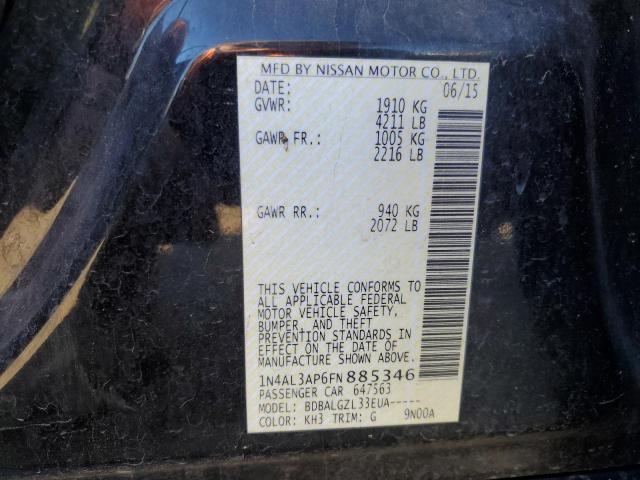 MFD BY NISSAN MOTOR CO., LTD.
DATE: 06/15
GVWR: 1910 KG
4211 LB
GAWR FR.: 1005 KG
2216 LB
GAWR RR.: 940 KG
2072 LB
THIS VEHICLE CONFORMS TO
ALL APPLICABLE FEDERAL
MOTOR VEHICLE SAFETY,
BUMPER, AND THEFT
PREVENTION STANDARDS IN
EFFECT ON THE DATE OF
MANUFACTURE SHOWN ABOVE.
1N4AL3AP6FN885346
PASSENGER CAR 647563
MODEL: BDBALGZL33EUA-----
COLOR: KH3 TRIM: G 9N00A